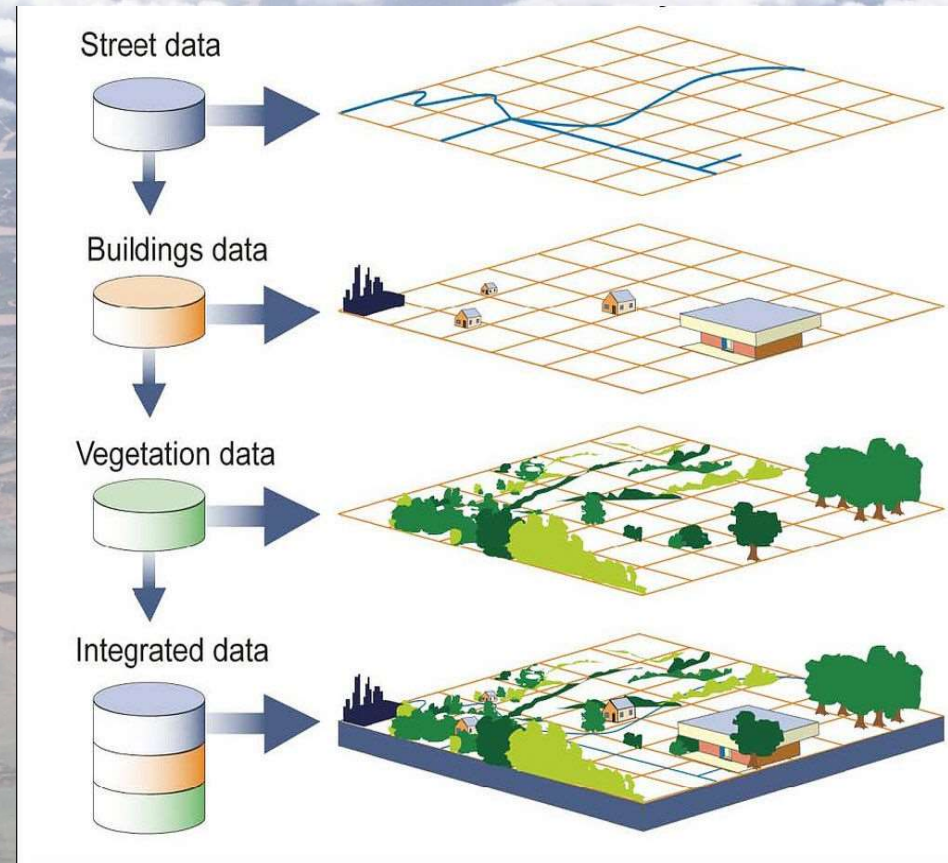 Street data
Buildings data
Vegetation data
Integrated data